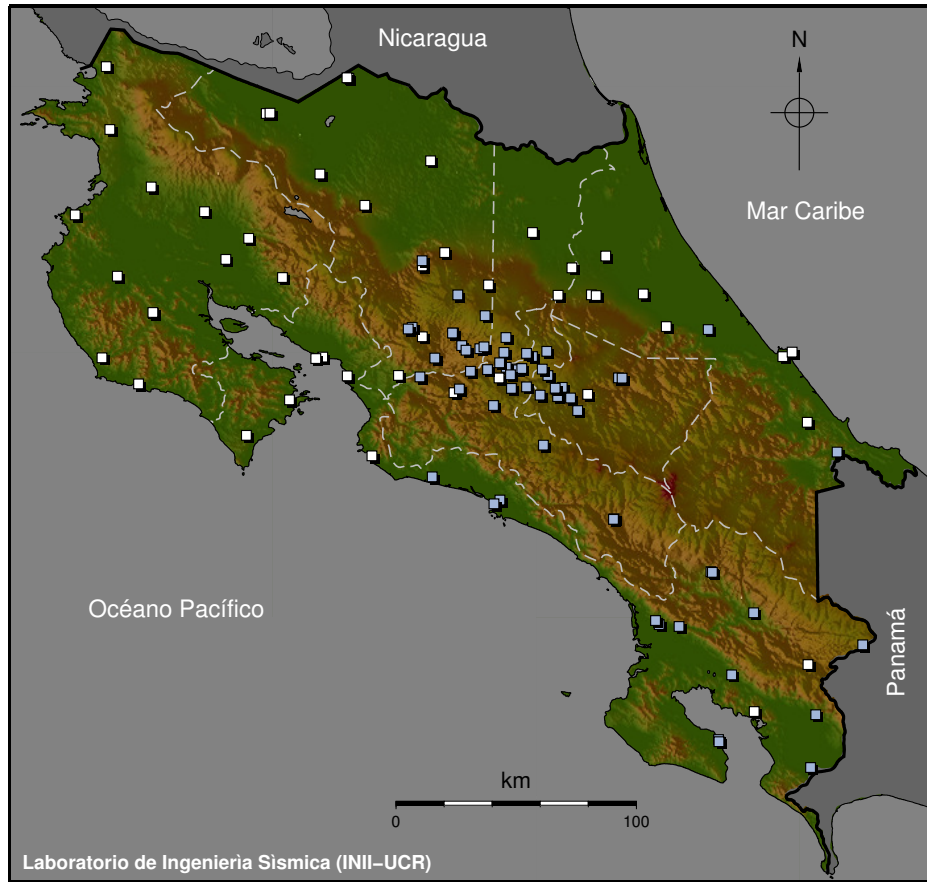 Nicaragua
N
Mar Caribe
Océano Pacífico
Panamá
km
0
100
Laboratorio de Ingenierìa Sìsmica (INII–UCR)